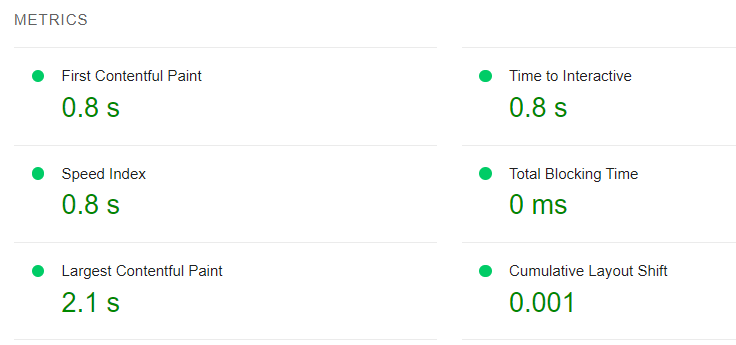 METRICS
First Contentful Paint
0.8 s
Time to Interactive
0.8 s
Speed Index
0.8 s
Total Blocking Time
0 ms
Largest Contentful Paint
2.1 s
Cumulative Layout Shift
0.001